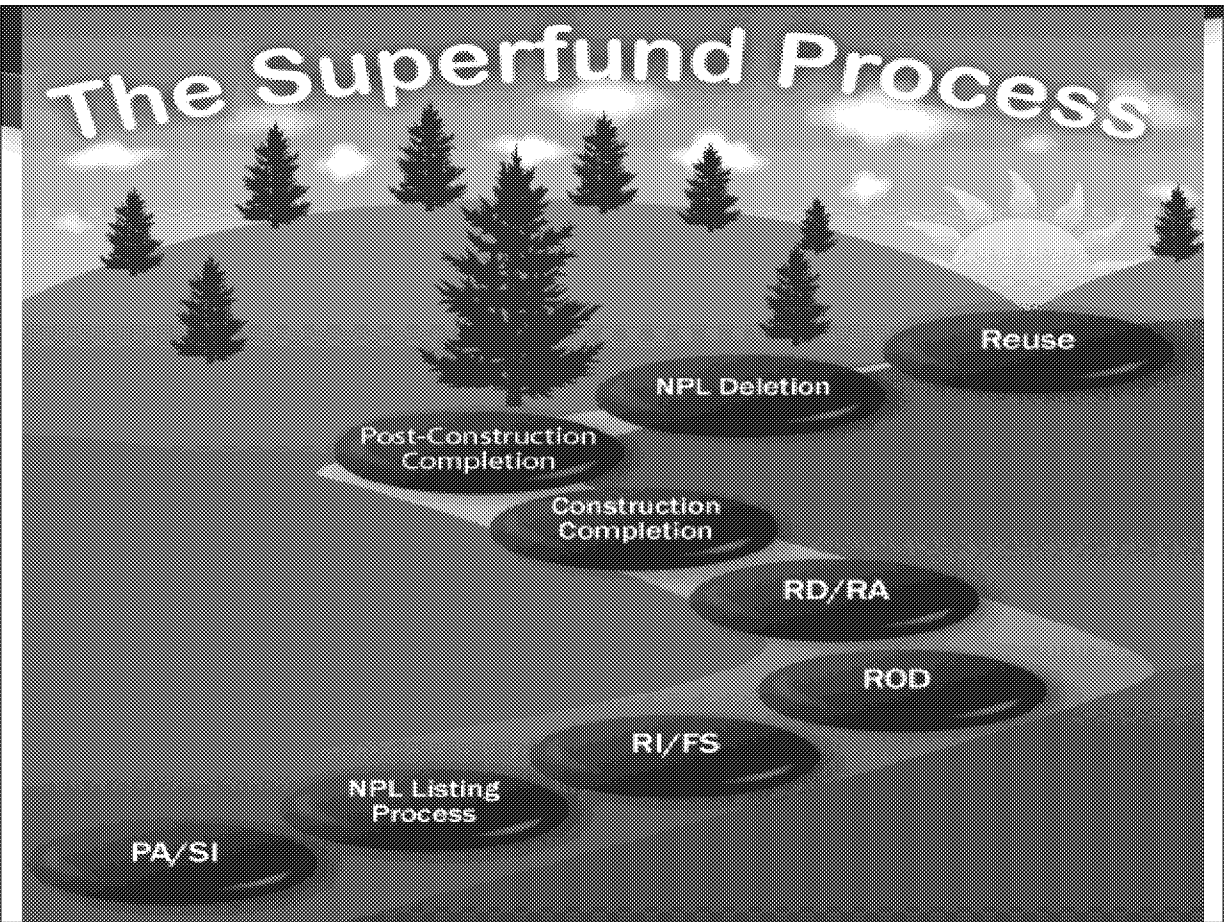 The Superfund Process
Reuse
NPL Deletion
Post-Construction
Completion
Construction
Completion
RD/RA
ROD
RI/FS
NPL Listing
Process
PA/SI